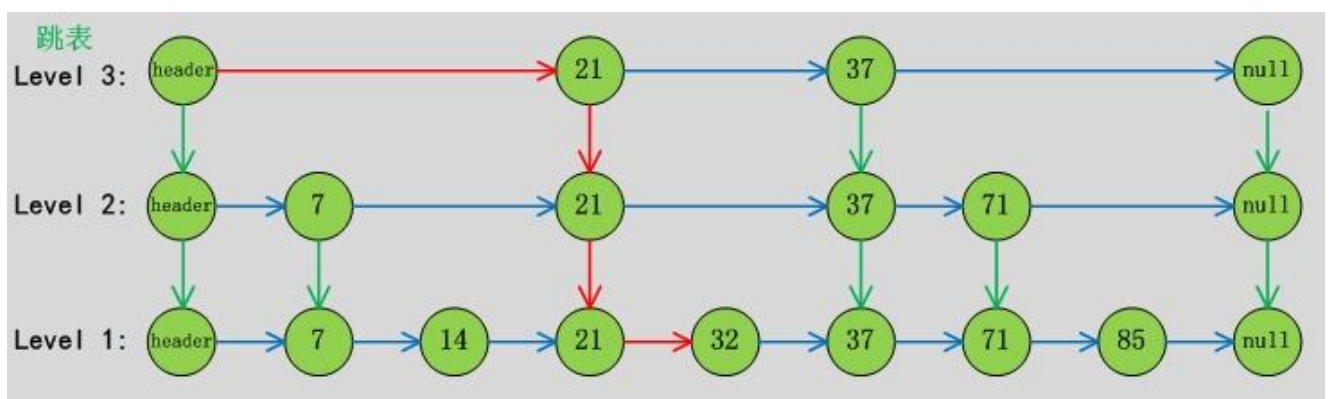 跳表
Level 3: header 21 37 null
Level 2: header 7 21 37 71 null
Level 1: header 7 14 21 32 37 71 85 null